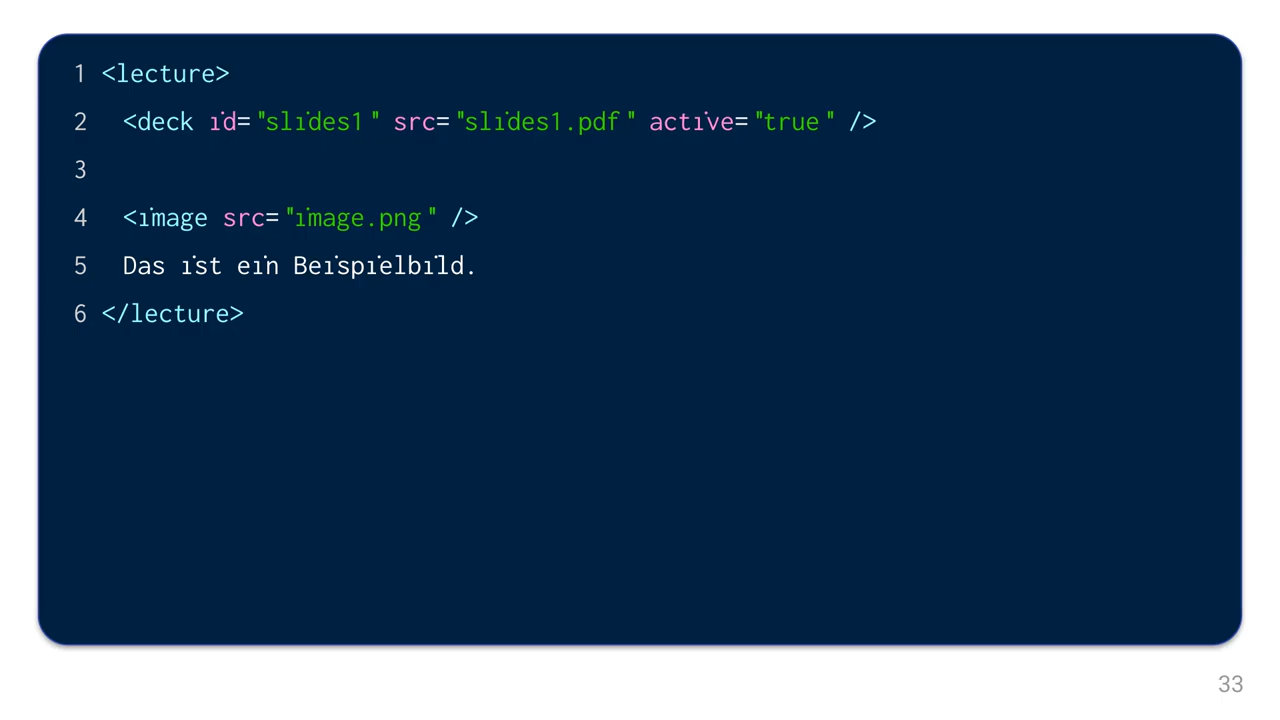 1 <lecture>
2 <deck id="slides1" src="slides1.pdf" active="true" />
3
4 <image src="image.png" />
5 Das ist ein Beispielbild.
6 </lecture>
33